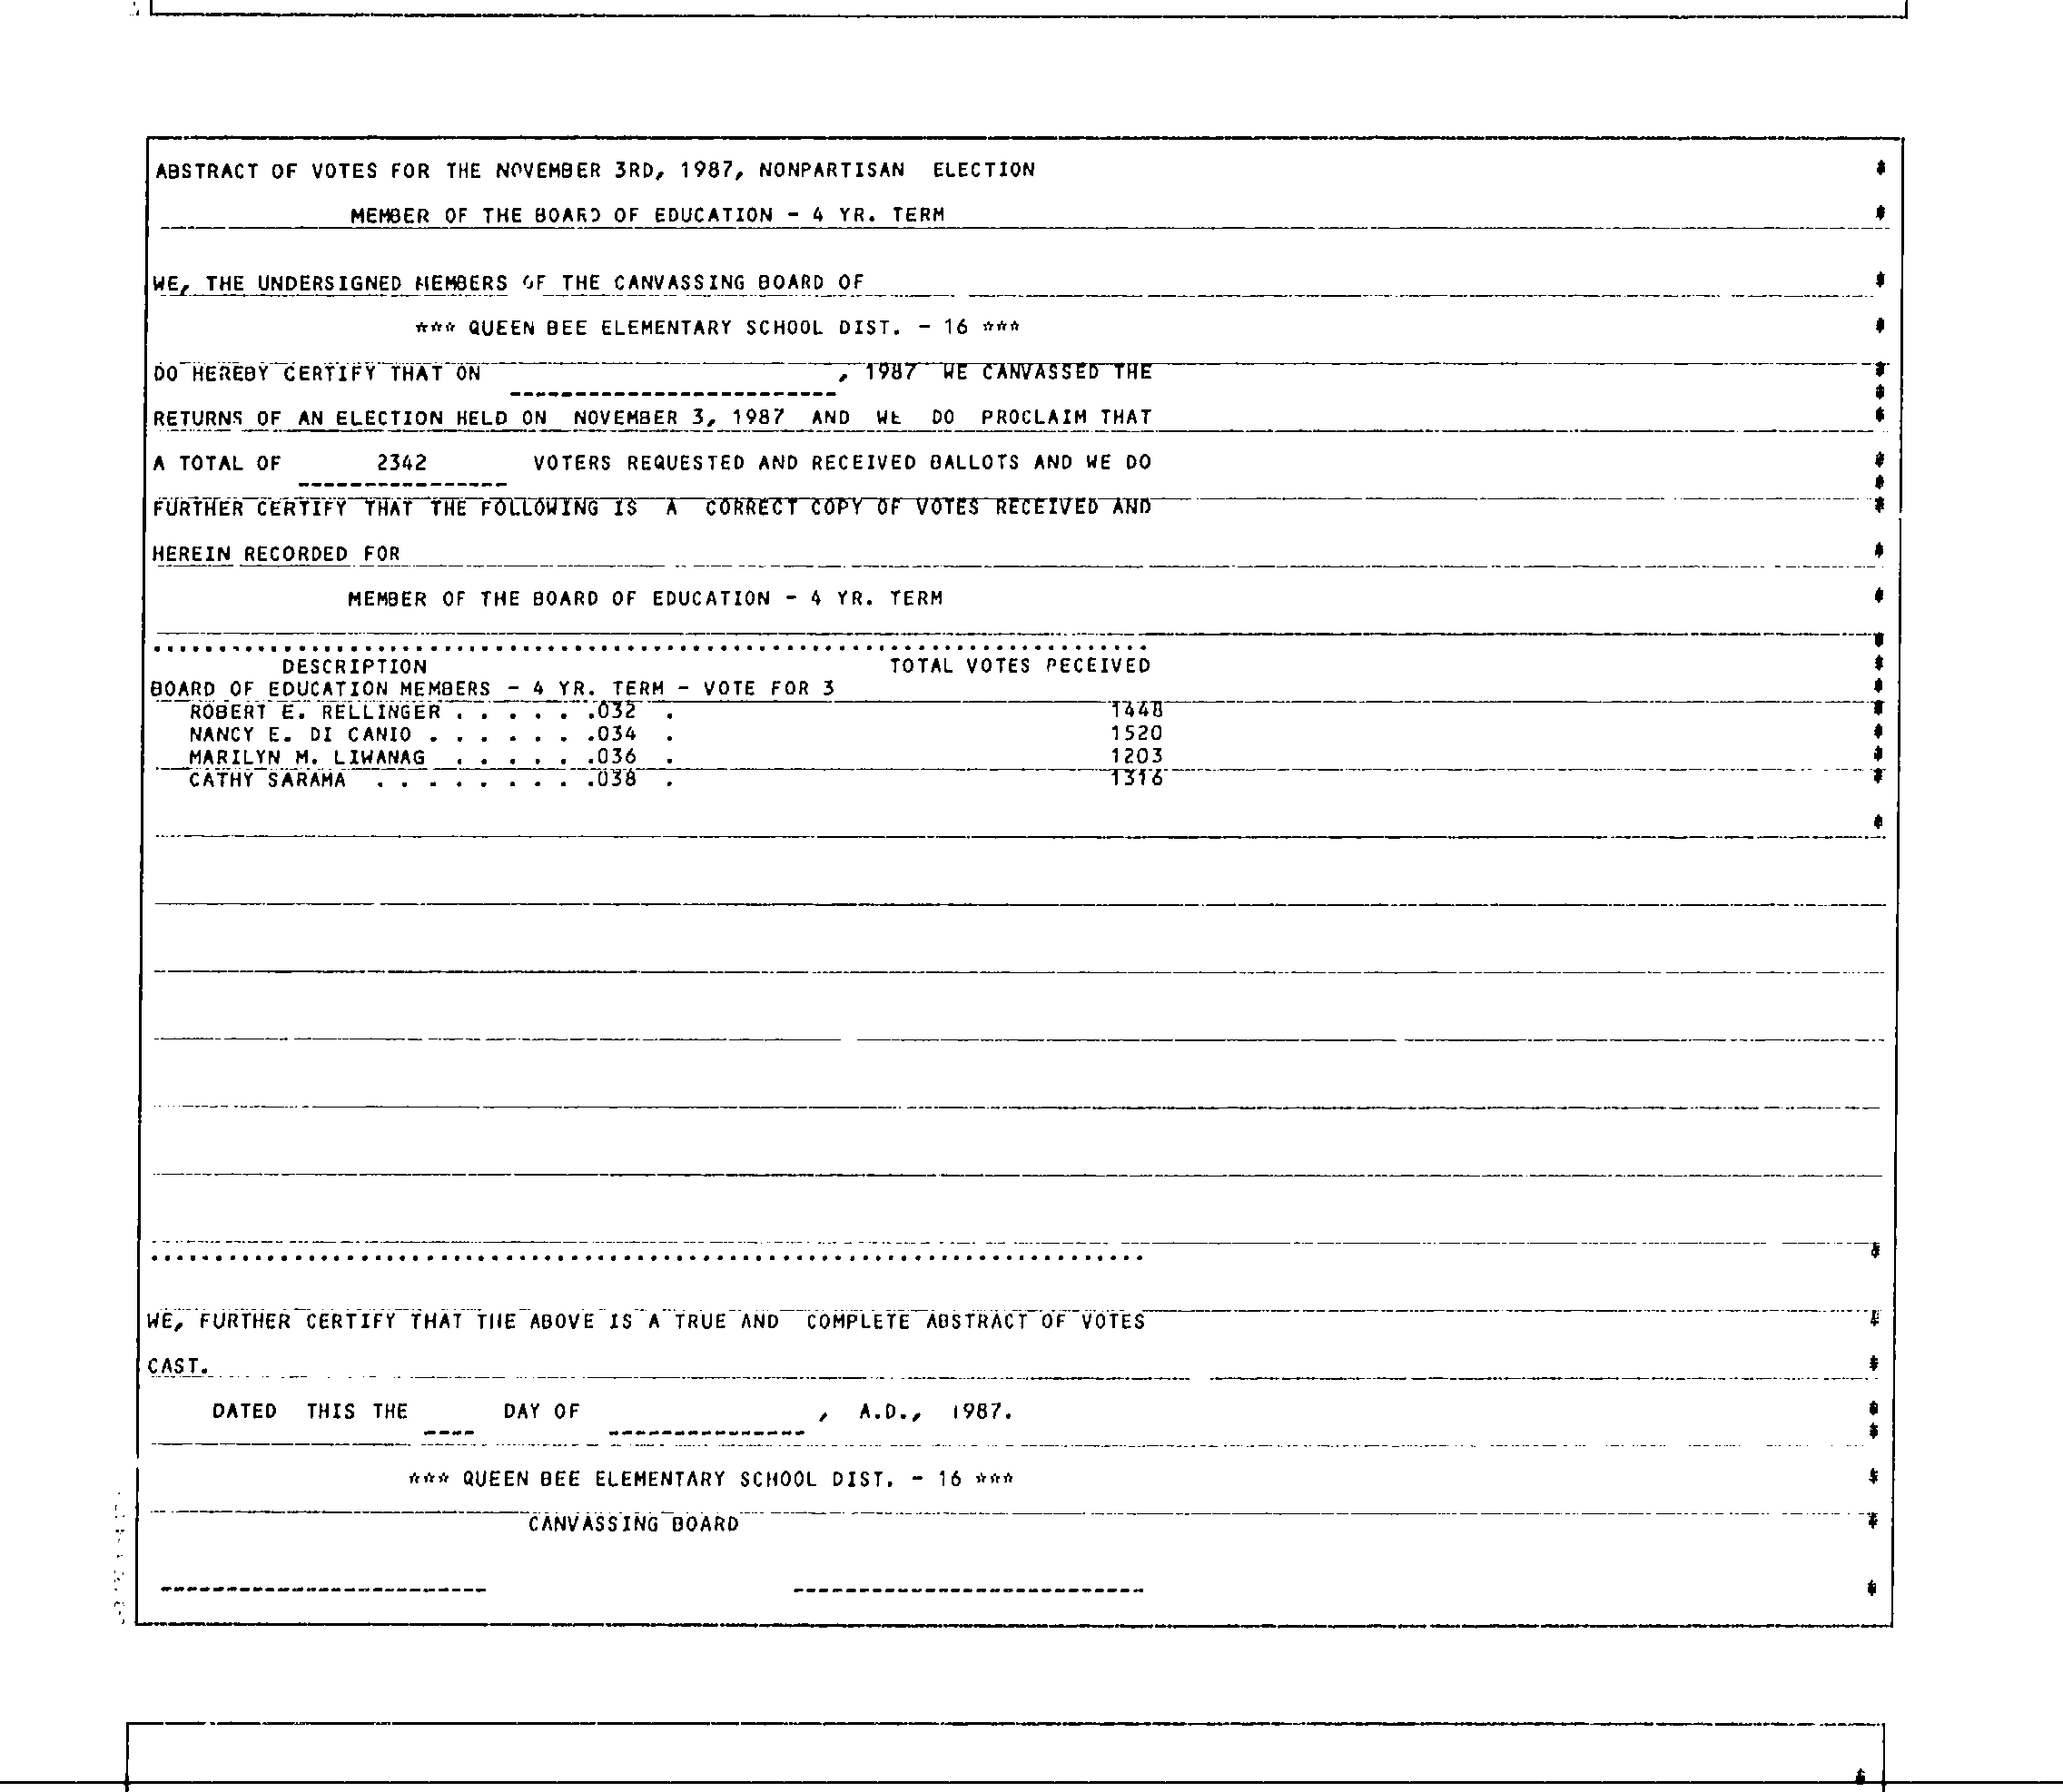 ABSTRACT OF VOTES FOR THE NOVEMBER 3RD, 1987, NONPARTISAN ELECTION
MEMBER OF THE BOARD OF EDUCATION - 4 YR. TERM
WE, THE UNDERSIGNED MEMBERS OF THE CANVASSING BOARD OF
*** QUEEN BEE ELEMENTARY SCHOOL DIST. - 16 ***
DO HEREBY CERTIFY THAT ON , 1987 WE CANVASSED THE
RETURNS OF AN ELECTION HELD ON NOVEMBER 3, 1987 AND WE DO PROCLAIM THAT
A TOTAL OF 2342 VOTERS REQUESTED AND RECEIVED BALLOTS AND WE DO
FURTHER CERTIFY THAT THE FOLLOWING IS A CORRECT COPY OF VOTES RECEIVED AND
HEREIN RECORDED FOR
MEMBER OF THE BOARD OF EDUCATION - 4 YR. TERM
DESCRIPTION TOTAL VOTES RECEIVED
BOARD OF EDUCATION MEMBERS - 4 YR. TERM - VOTE FOR 3
ROBERT E. RELLINGER . . . . . .032 . 1448
NANCY E. DI CANIO . . . . . . .034 . 1520
MARILYN M. LIWANAG . . . . . .036 . 1203
CATHY SARAMA . . . . . . . . .038 . 1316
WE, FURTHER CERTIFY THAT THE ABOVE IS A TRUE AND COMPLETE ABSTRACT OF VOTES
CAST.
DATED THIS THE ---- DAY OF --------------- , A.D., 1987.
*** QUEEN BEE ELEMENTARY SCHOOL DIST. - 16 ***
CANVASSING BOARD